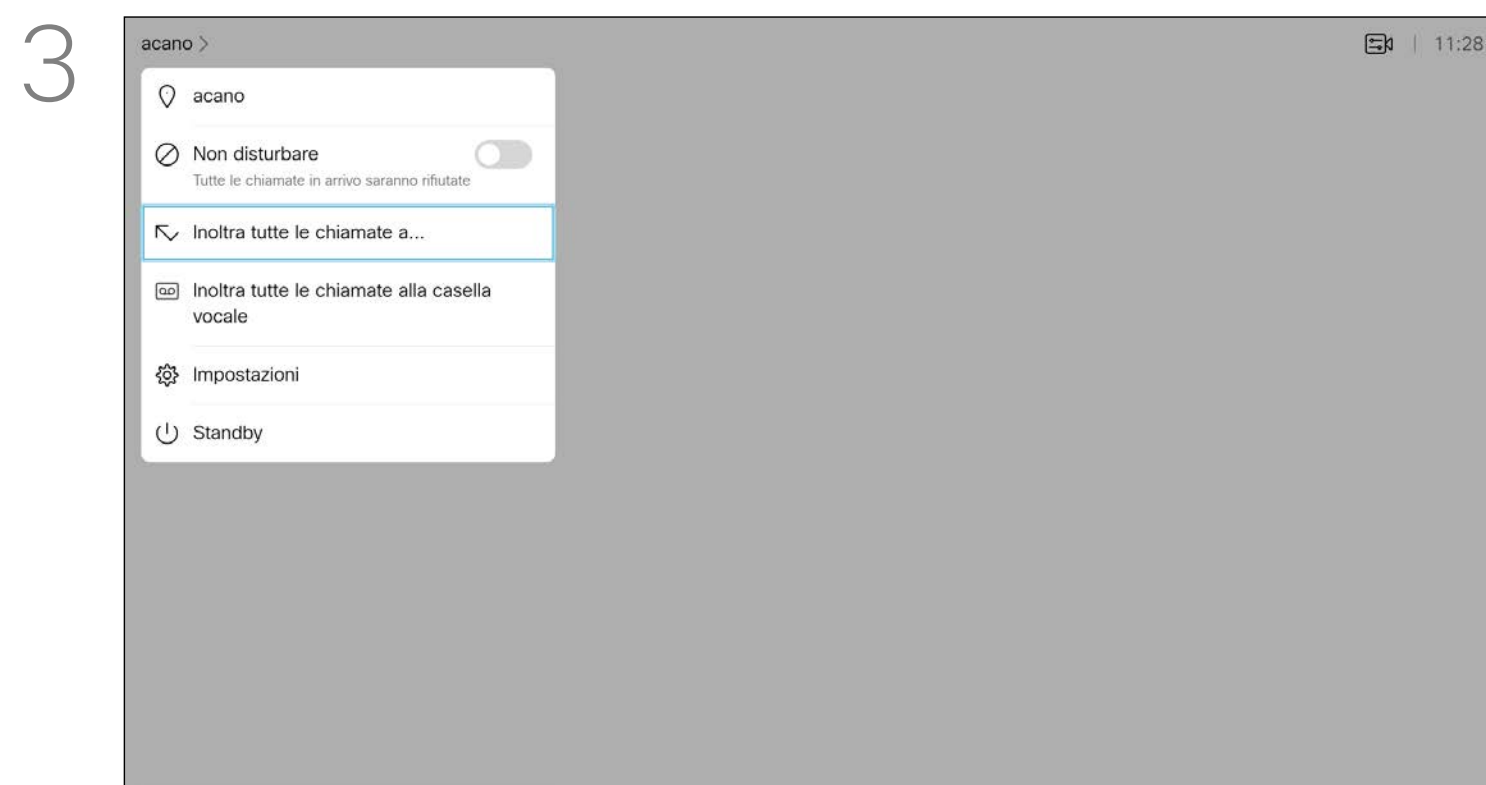 3
acano >
11:28
acano
Non disturbare
Tutte le chiamate in arrivo saranno rifiutate
Inoltra tutte le chiamate a...
Inoltra tutte le chiamate alla casella
vocale
Impostazioni
Standby